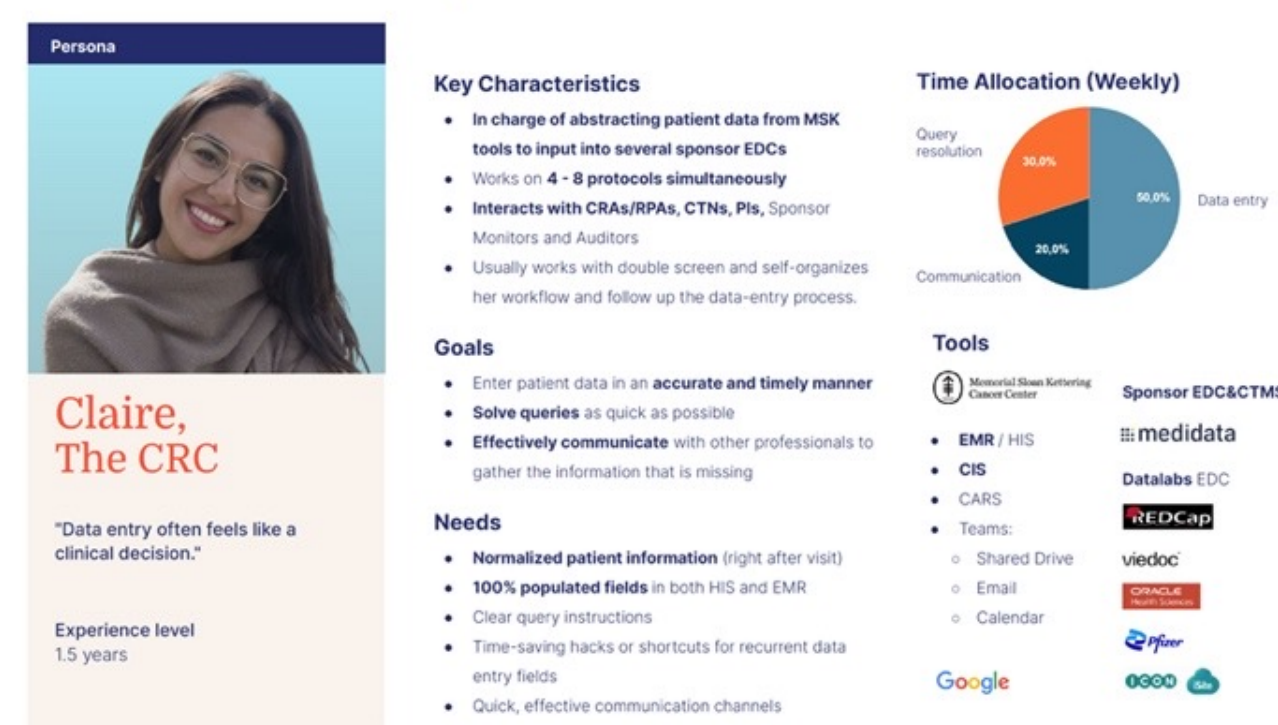 Persona
Claire,
The CRC
"Data entry often feels like a
clinical decision."
Experience level
1.5 years
Key Characteristics
• In charge of abstracting patient data from MSK
tools to input into several sponsor EDCs
• Works on 4 - 8 protocols simultaneously
• Interacts with CRAs/RPAs, CTNs, PIs, Sponsor
Monitors and Auditors
• Usually works with double screen and self-organizes
her workflow and follow up the data-entry process.
Goals
• Enter patient data in an accurate and timely manner
• Solve queries as quick as possible
• Effectively communicate with other professionals to
gather the information that is missing
Needs
• Normalized patient information (right after visit)
• 100% populated fields in both HIS and EMR
• Clear query instructions
• Time-saving hacks or shortcuts for recurrent data
entry fields
• Quick, effective communication channels
Time Allocation (Weekly)
Query
resolution
30,0%
50,0%
Data entry
20,0%
Communication
Tools
Memorial Sloan Kettering
Cancer Center
• EMR / HIS
• CIS
• CARS
• Teams:
○ Shared Drive
○ Email
○ Calendar
Google
Sponsor EDC&CTMS
medidata
Datalabs EDC
REDCap
viedoc
ORACLE
Health Sciences
Pfizer
ICON iSite